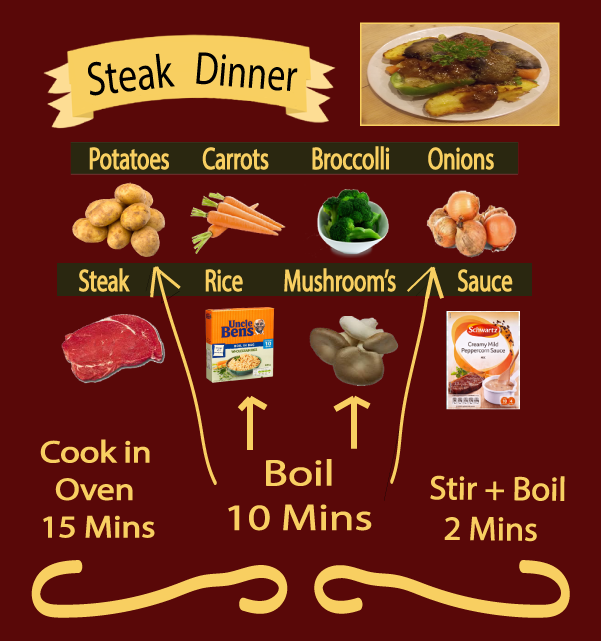 Steak Dinner
Potatoes Carrots Broccolli Onions
Steak Rice Mushroom's Sauce
Uncle
Ben's
10
Schwartz
Creamy Mild
Peppercorn Sauce
Cook in
Oven
15 Mins
Boil
10 Mins
Stir + Boil
2 Mins